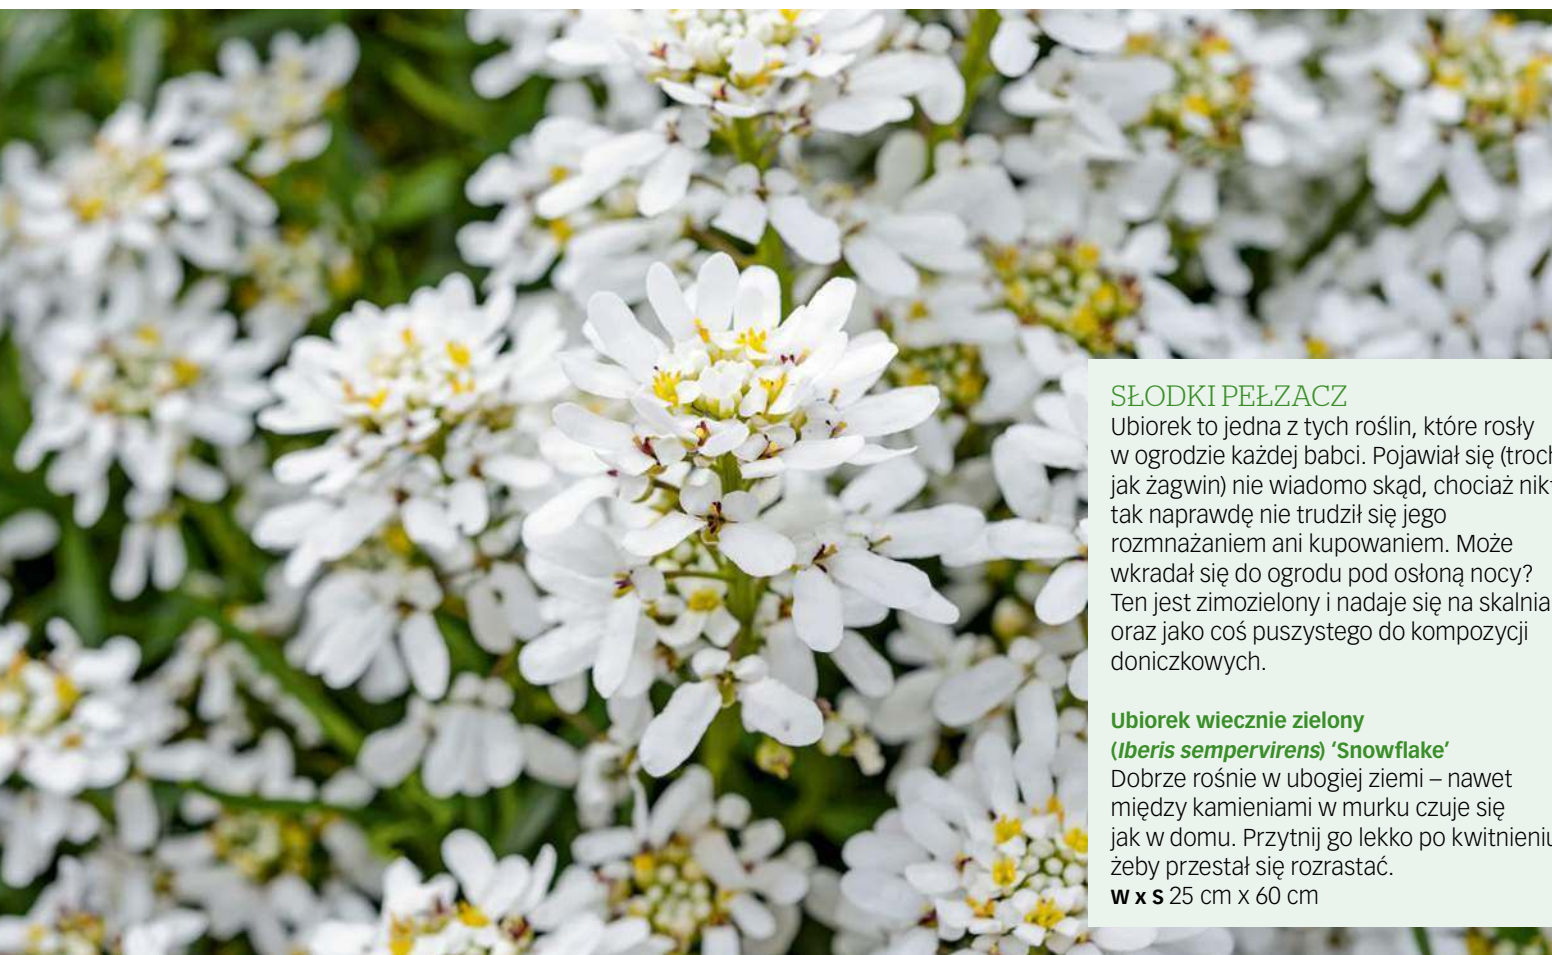 SŁODKI PEŁZACZ
Ubiorek to jedna z tych roślin, które rosły
w ogrodzie każdej babci. Pojawiał się (troch
jak żagwin) nie wiadomo skąd, chociaż nik
tak naprawdę nie trudził się jego
rozmnażaniem ani kupowaniem. Może
wkradał się do ogrodu pod osłoną nocy?
Ten jest zimozielony i nadaje się na skalnia
oraz jako coś puszystego do kompozycji
doniczkowych.
Ubiorek wiecznie zielony
(Iberis sempervirens) ‘Snowflake’
Dobrze rośnie w ubogiej ziemi – nawet
między kamieniami w murku czuje się
jak w domu. Przytnij go lekko po kwitnieniu
żeby przestał się rozrastać.
W x S 25 cm x 60 cm